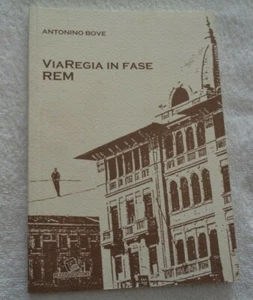 ANTONINO BOVE
VIAREGIA IN FASE
REM